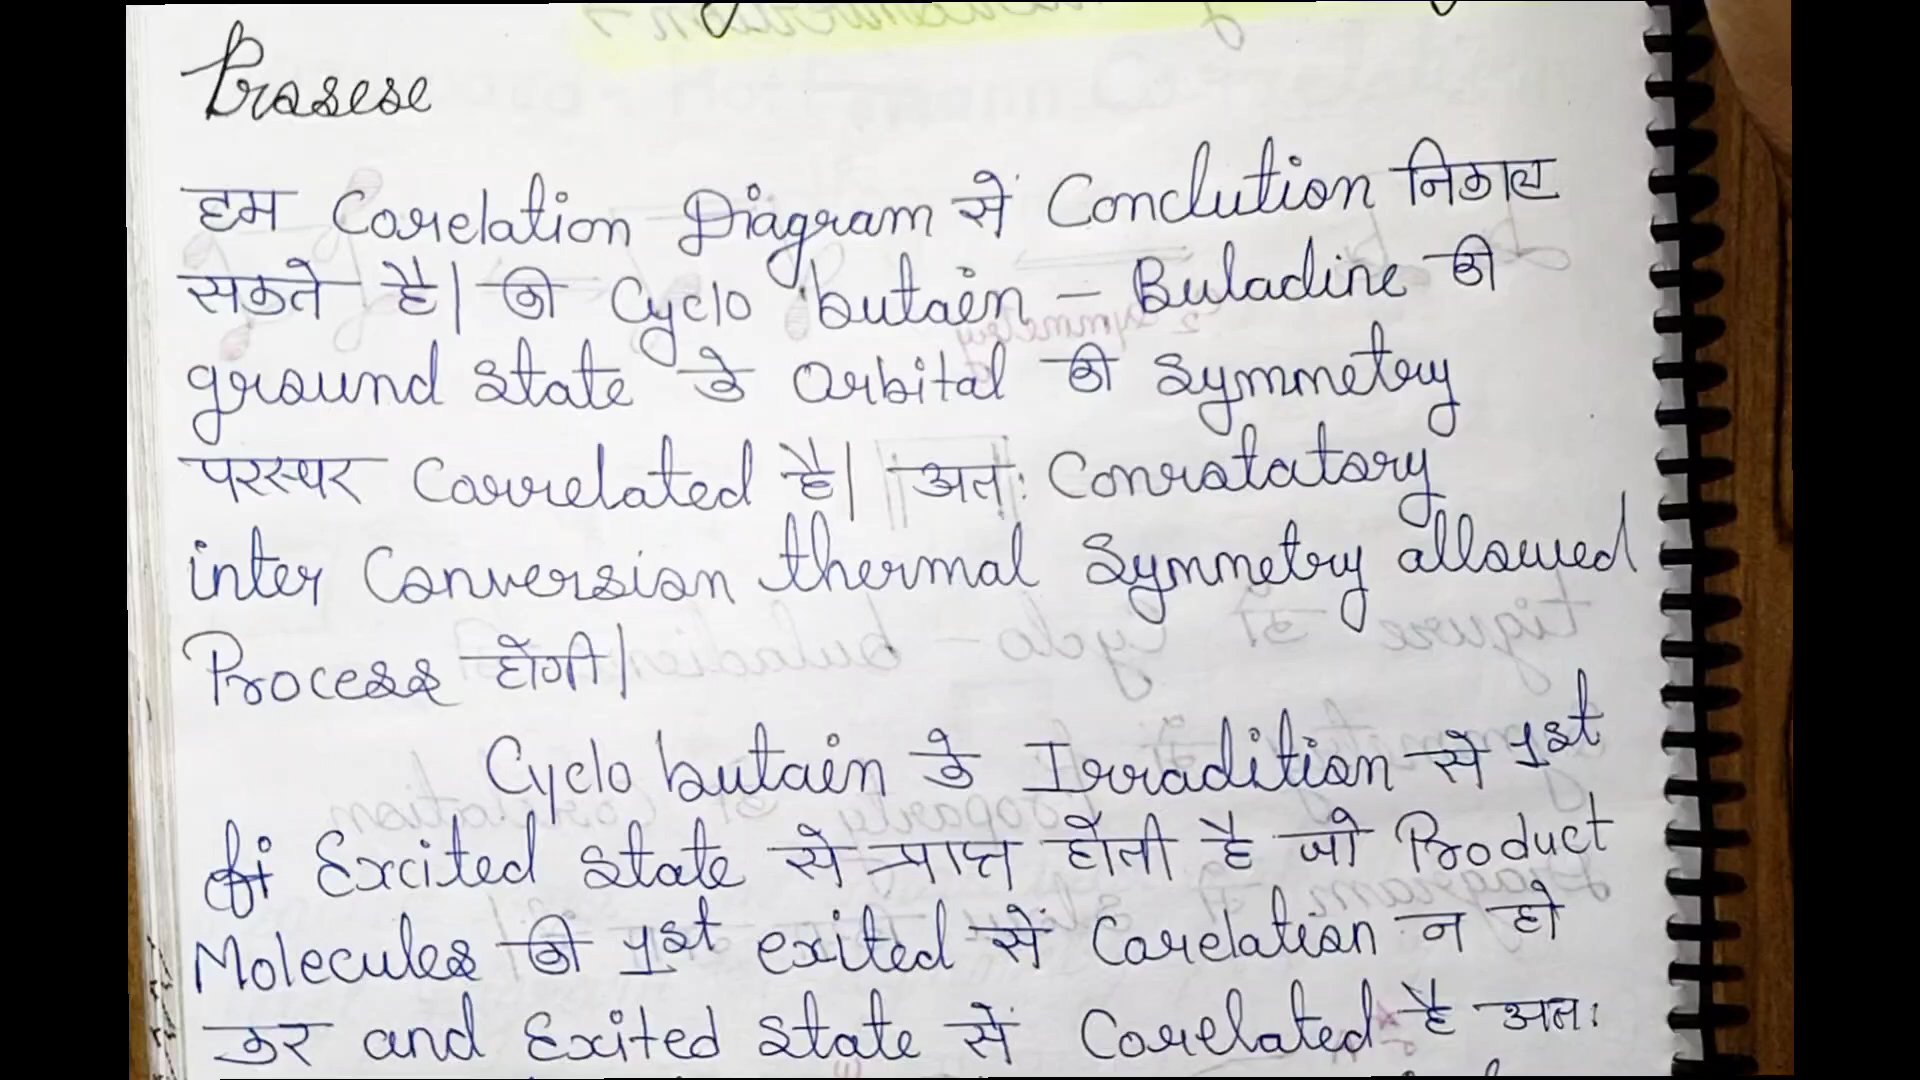 Prosese
हम Corelation Diagram से Conclution निकाल
सकते है। की Cyclo butain - Buladine की
ground state के Orbital की Symmetry
परस्पर Correlated है। अतः Conrotatory
inter Conversion thermal Symmetry allowed
Process होगी।
Cyclo butain के Irradition से 1st
Excited state से प्राप्त होती है जो Product
Molecules की 1st exited से Corelation न हो
कर and Exited state से Corelated है अतः